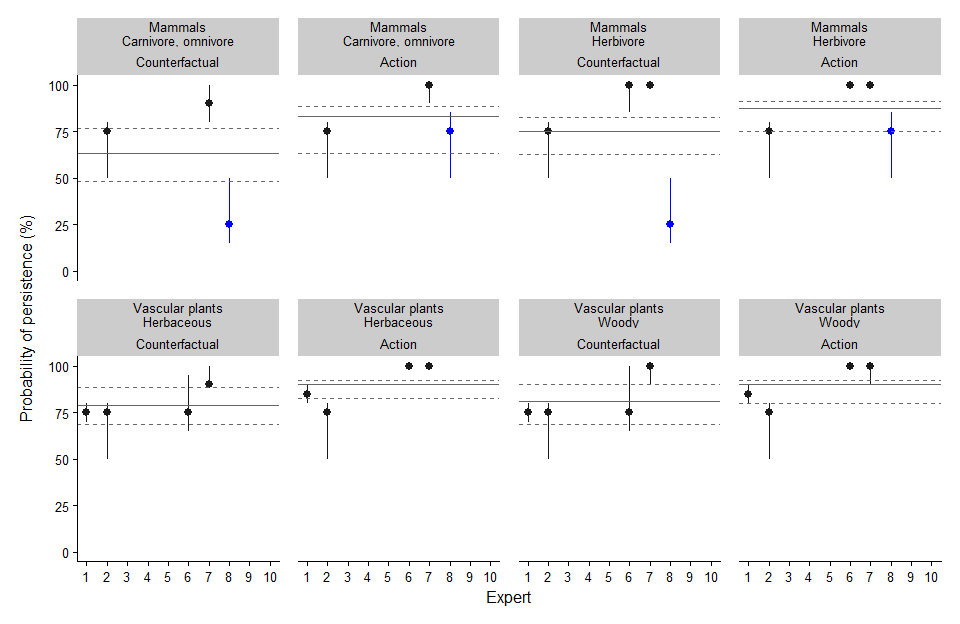 Mammals
Carnivore, omnivore
Counterfactual
Mammals
Carnivore, omnivore
Action
Mammals
Herbivore
Counterfactual
Mammals
Herbivore
Action
100
75
50
25
0
Probability of persistence (%)
Vascular plants
Herbaceous
Counterfactual
Vascular plants
Herbaceous
Action
Vascular plants
Woody
Counterfactual
Vascular plants
Woody
Action
100
75
50
25
0
1 2 3 4 5 6 7 8 9 10
1 2 3 4 5 6 7 8 9 10
1 2 3 4 5 6 7 8 9 10
1 2 3 4 5 6 7 8 9 10
Expert